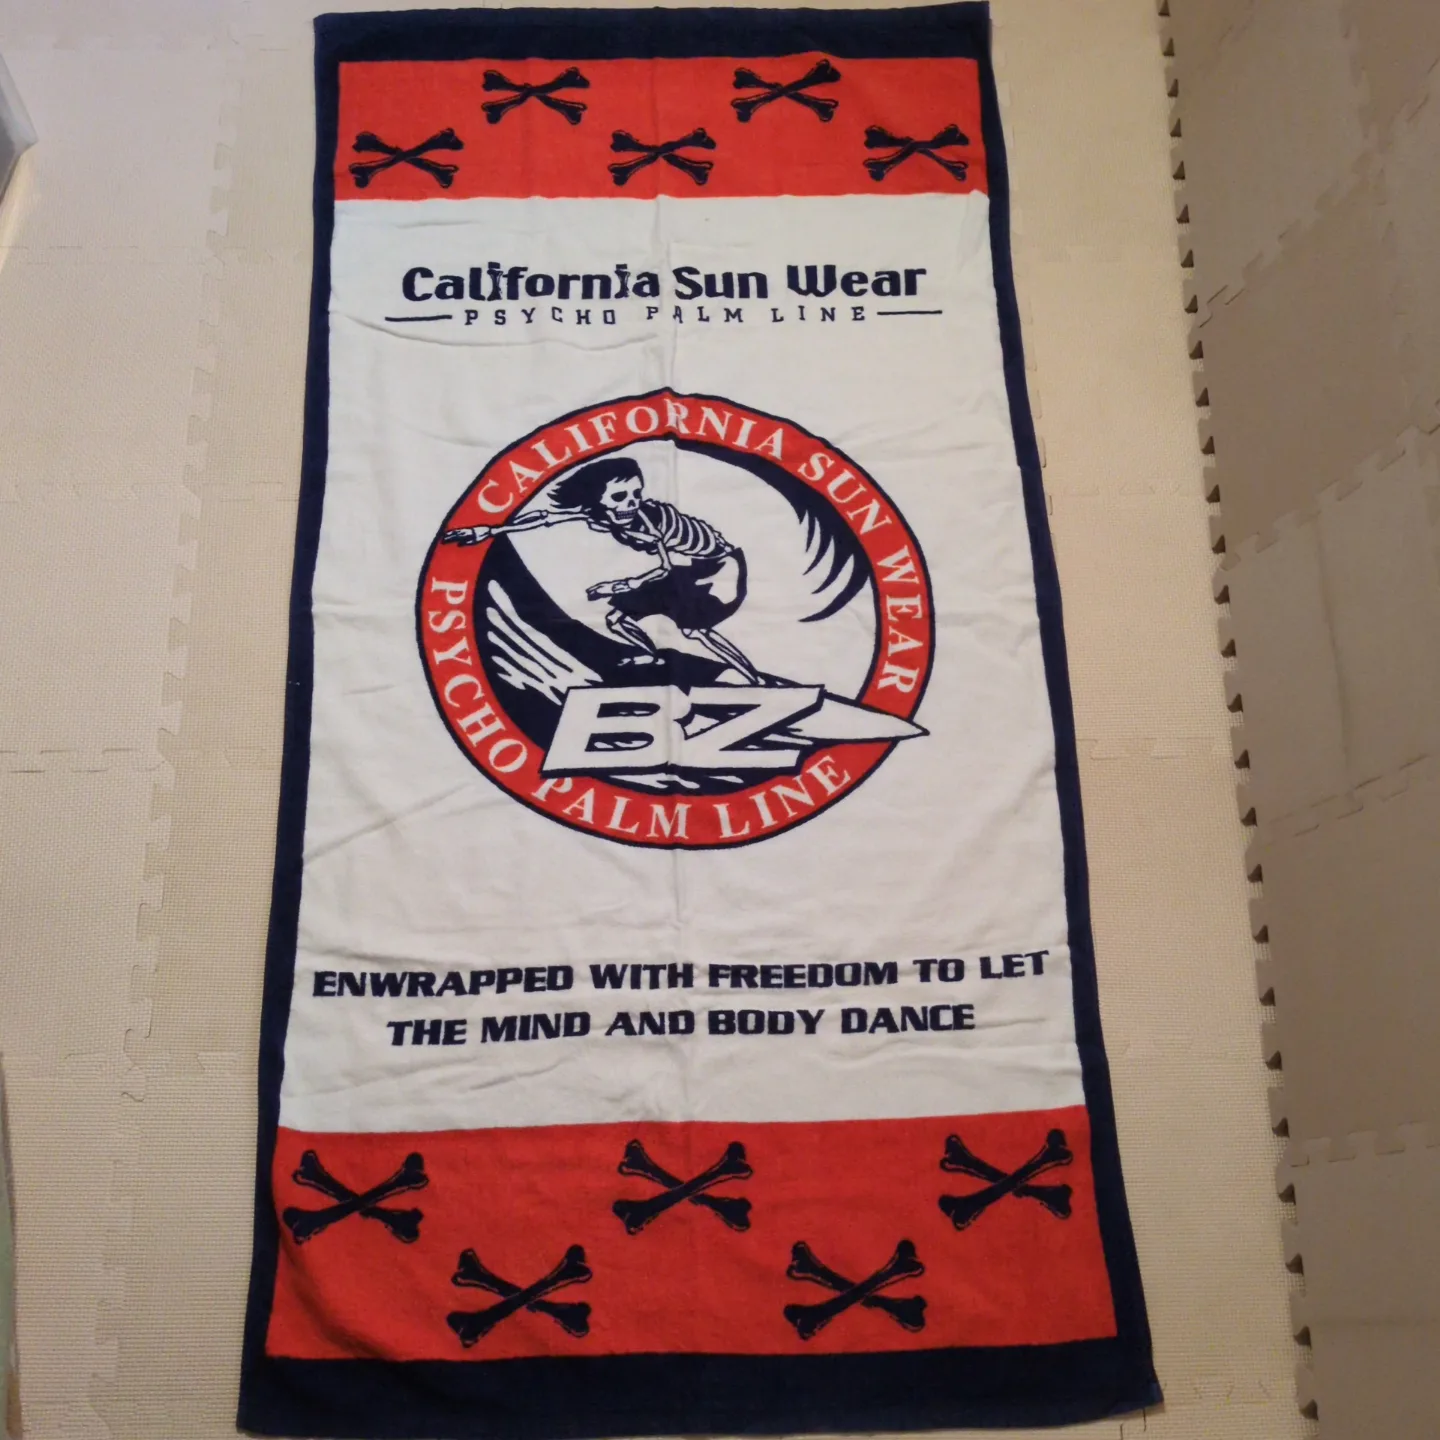 California Sun Wear
PSYCHO PALM LINE
CALIFORNIA SUN WEAR
PSYCHO PALM LINE
BZ
ENWRAPPED WITH FREEDOM TO LET
THE MIND AND BODY DANCE